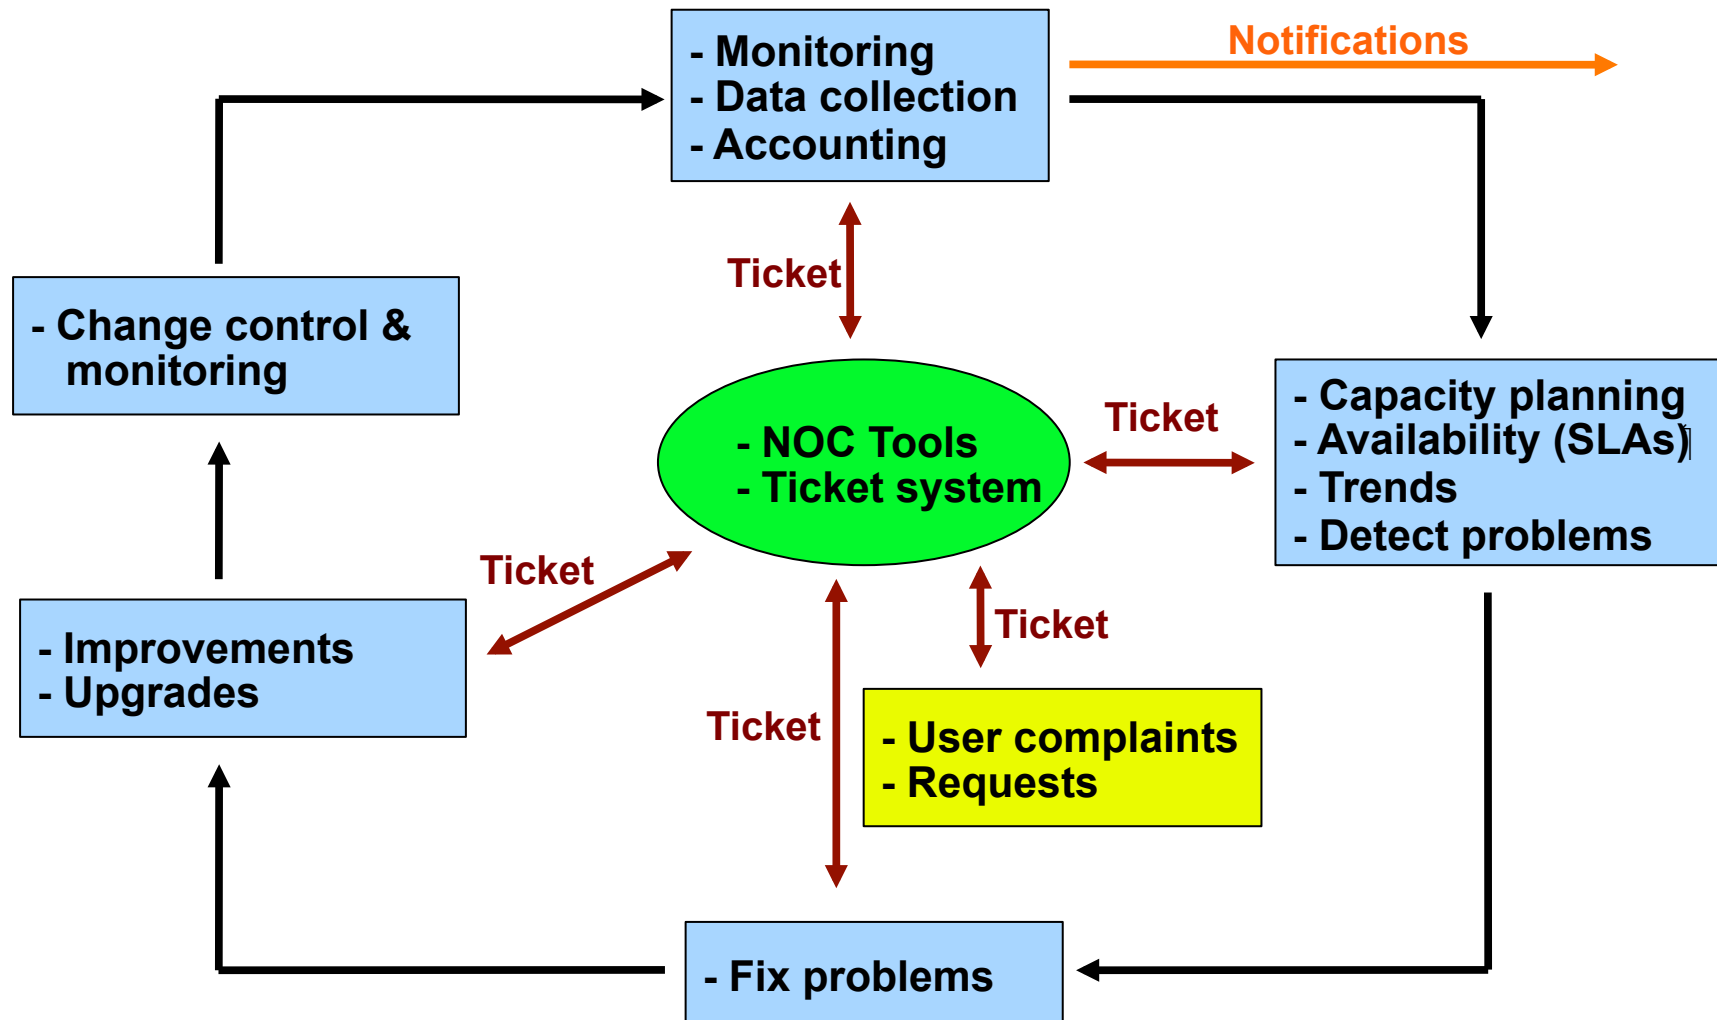 - Monitoring
- Data collection
- Accounting
Notifications
Ticket
- Change control &
monitoring
- NOC Tools
- Ticket system
Ticket
- Capacity planning
- Availability (SLAs)
- Trends
- Detect problems
Ticket
- Improvements
- Upgrades
Ticket
- User complaints
- Requests
Ticket
- Fix problems